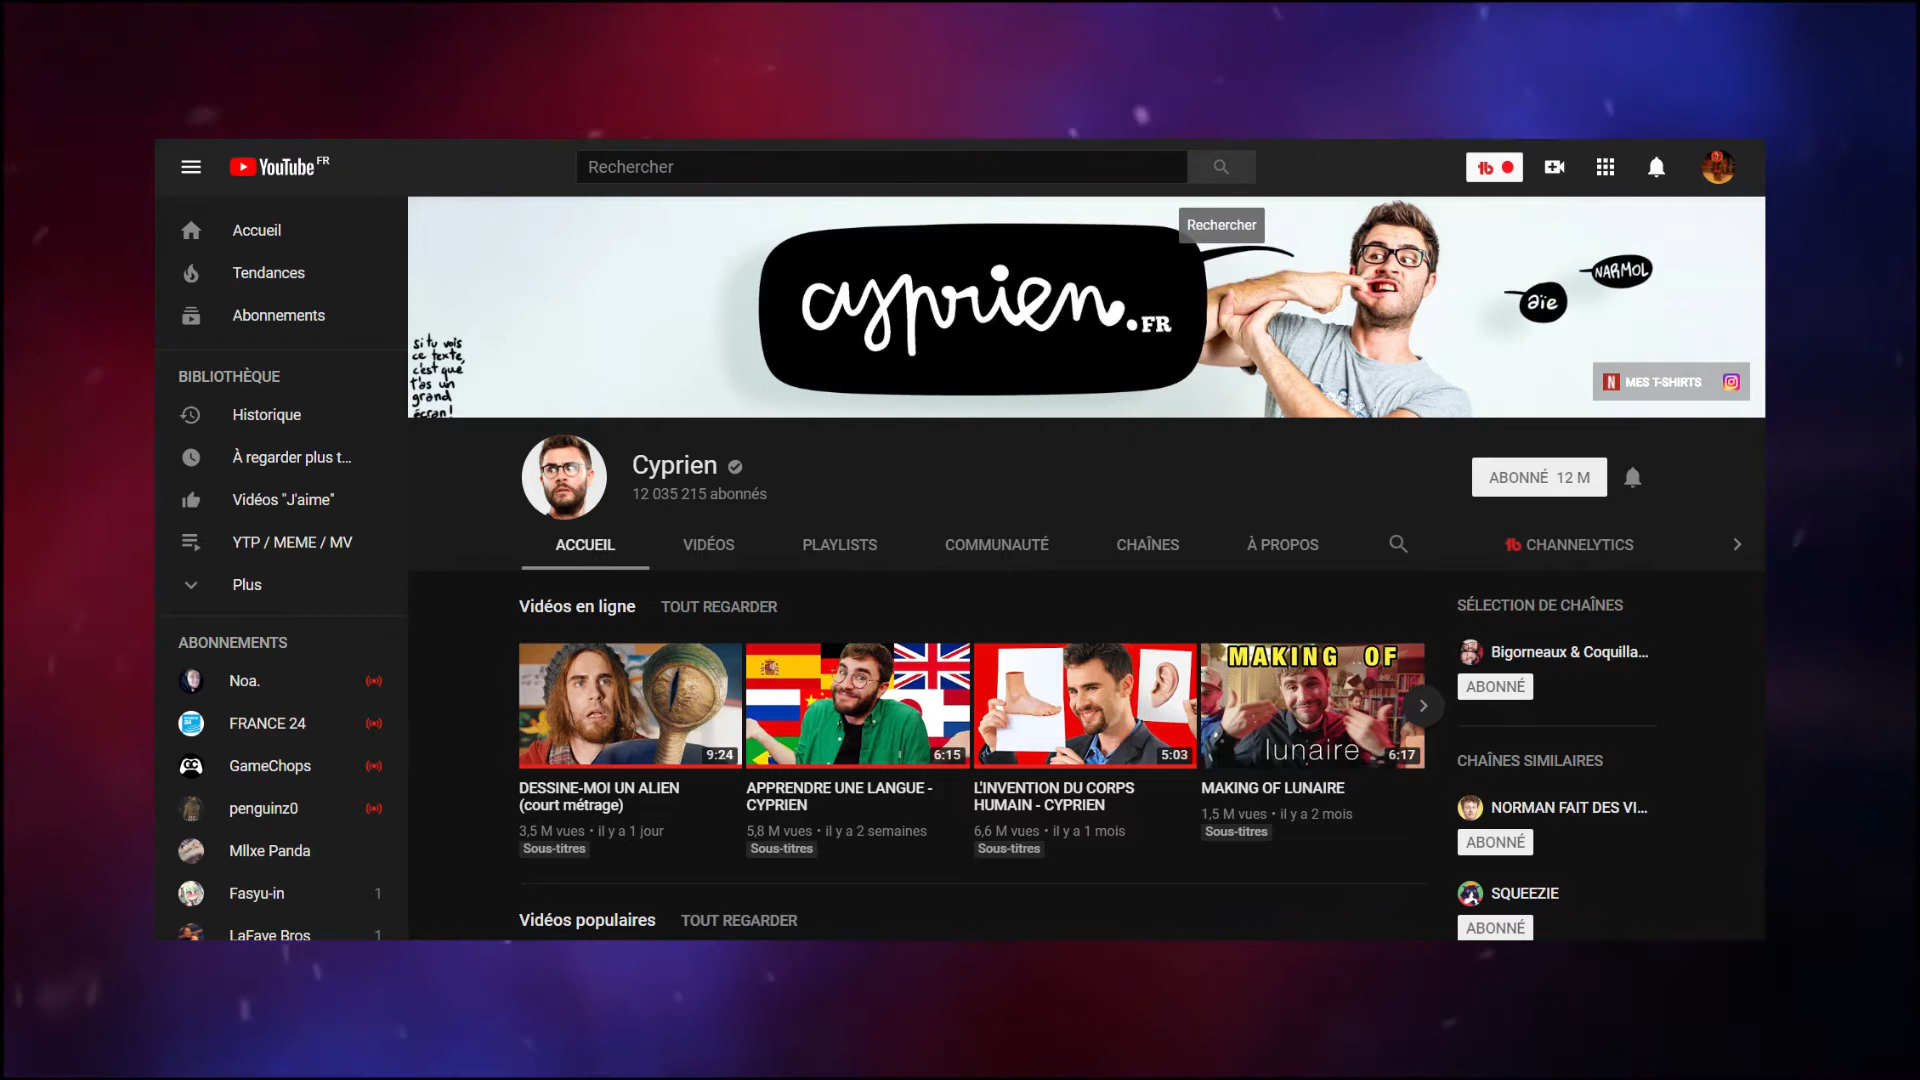 YouTube FR
Rechercher
Rechercher
Accueil
Tendances
Abonnements
BIBLIOTHÈQUE
Historique
À regarder plus t...
Vidéos "J'aime"
YTP / MEME / MV
Plus
ABONNEMENTS
Noa.
FRANCE 24
GameChops
penguinz0
Mllxe Panda
Fasyu-in 1
LaFave Bros 1
si tu vois
ce texte,
c'est que
t'as un
grand
écran!
cyprien.FR
aïe
NARMOL
MES T-SHIRTS
Cyprien
12 035 215 abonnés
ABONNÉ 12 M
ACCUEIL
VIDÉOS
PLAYLISTS
COMMUNAUTÉ
CHAÎNES
À PROPOS
CHANNELYTICS
Vidéos en ligne TOUT REGARDER
9:24
DESSINE-MOI UN ALIEN
(court métrage)
3,5 M vues • il y a 1 jour
Sous-titres
6:15
APPRENDRE UNE LANGUE -
CYPRIEN
5,8 M vues • il y a 2 semaines
Sous-titres
5:03
L'INVENTION DU CORPS
HUMAIN - CYPRIEN
6,6 M vues • il y a 1 mois
Sous-titres
MAKING OF
lunaire
6:17
MAKING OF LUNAIRE
1,5 M vues • il y a 2 mois
Sous-titres
Vidéos populaires TOUT REGARDER
SÉLECTION DE CHAÎNES
Bigorneaux & Coquilla...
ABONNÉ
CHAÎNES SIMILAIRES
NORMAN FAIT DES VI...
ABONNÉ
SQUEEZIE
ABONNÉ